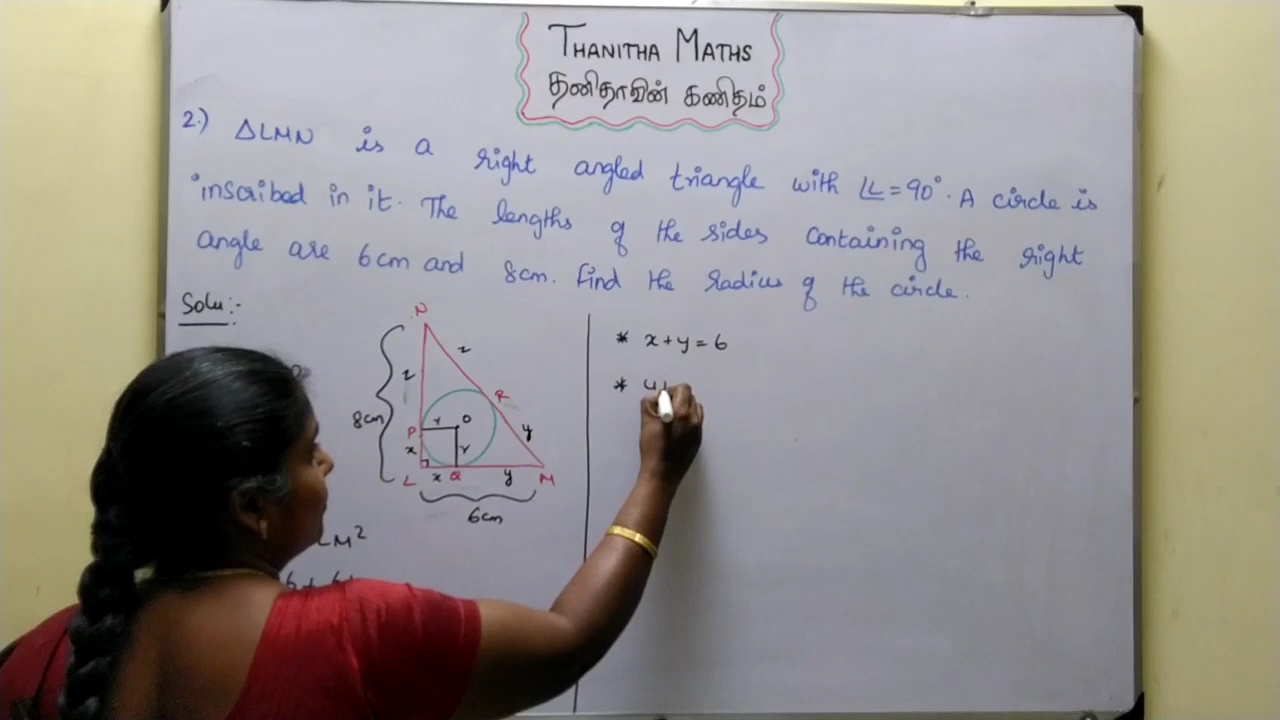 THANITHA MATHS
தனிதாவின் கணிதம்
2.) ΔLMN is a right angled triangle with ∠L = 90°. A circle is
inscribed in it. The lengths of the sides containing the right
angle are 6cm and 8cm. Find the radius of the circle.
Solu:-
N
z
z
8cm
R
P
r
O
y
x
r
L
x
Q
y
M
6cm
M²
* x + y = 6
*